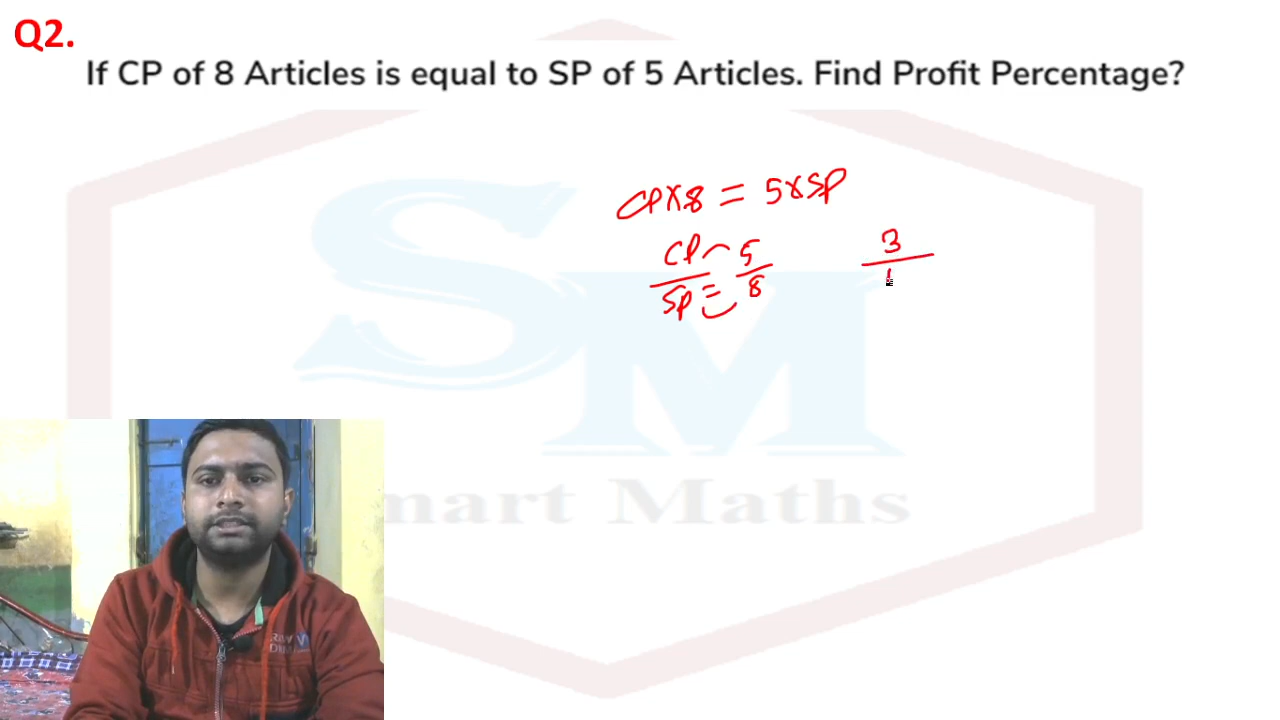 Q2.
If CP of 8 Articles is equal to SP of 5 Articles. Find Profit Percentage?
CP×8 = 5×SP
CP/SP = 5/8
3
SM
mart Maths